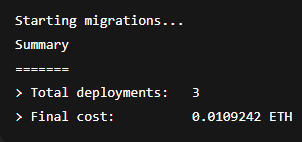 Starting migrations...
Summary
=======
> Total deployments:   3
> Final cost:          0.0109242 ETH